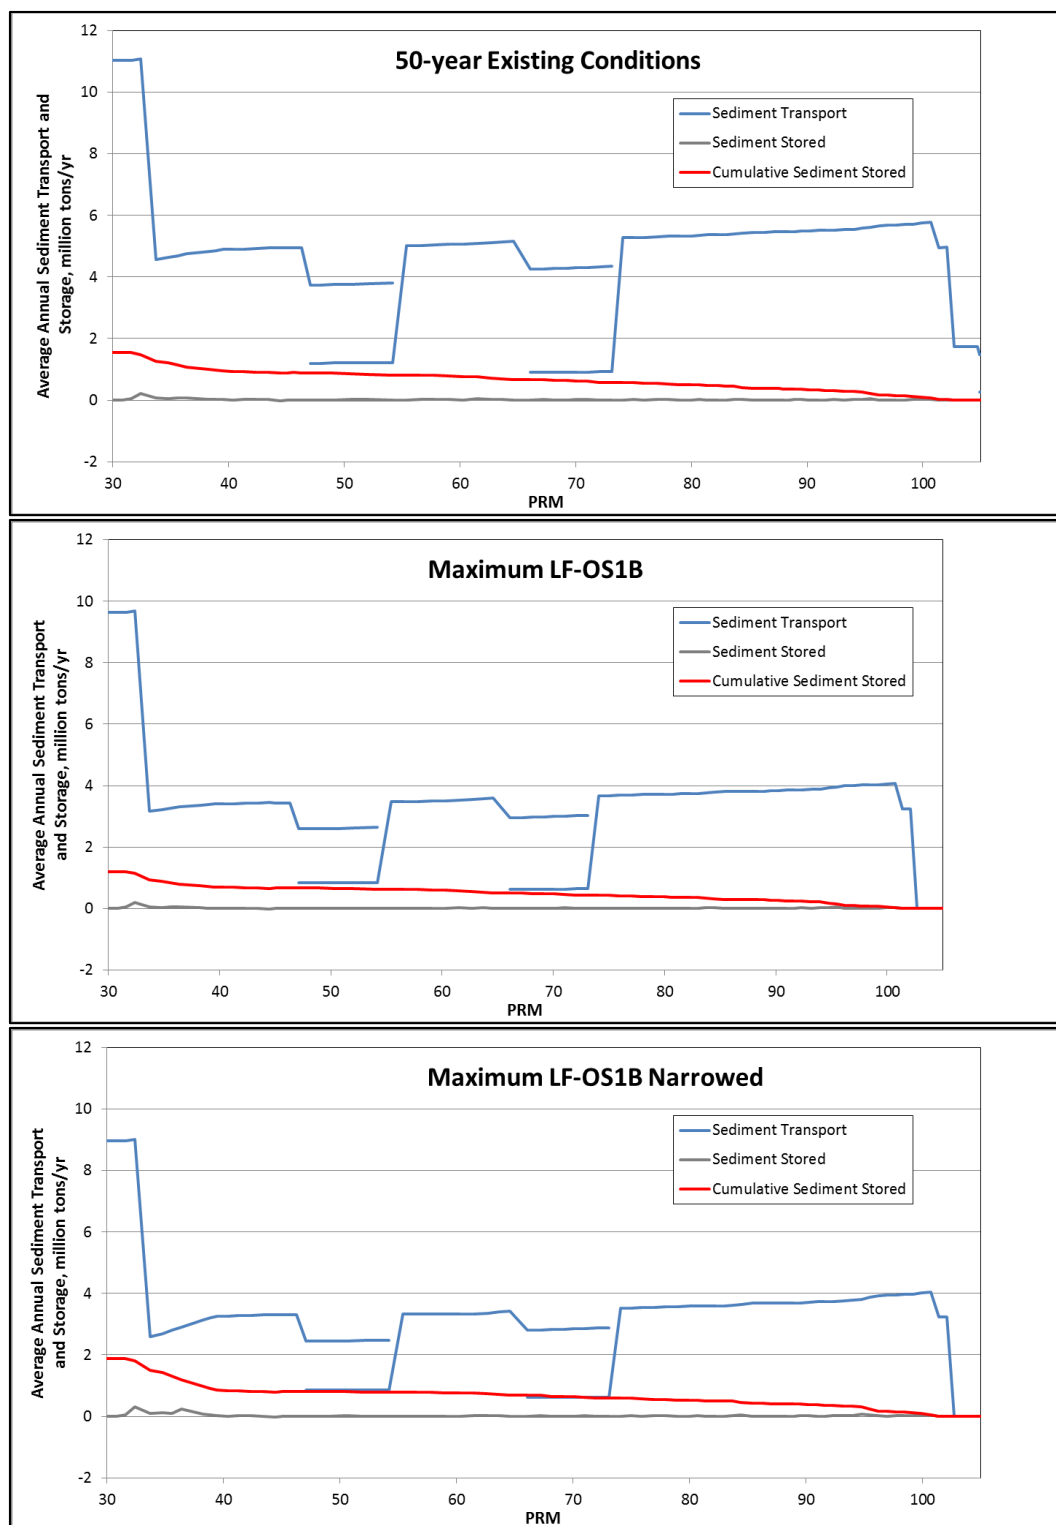 50-year Existing Conditions
Average Annual Sediment Transport and
Storage, million tons/yr
12
10
8
6
4
2
0
-2
Sediment Transport
Sediment Stored
Cumulative Sediment Stored
30 40 50 60 70 80 90 100
PRM
Maximum LF-OS1B
Average Annual Sediment Transport
and Storage, million tons/yr
12
10
8
6
4
2
0
-2
Sediment Transport
Sediment Stored
Cumulative Sediment Stored
30 40 50 60 70 80 90 100
PRM
Maximum LF-OS1B Narrowed
Average Annual Sediment Transport
and Storage, million tons/yr
12
10
8
6
4
2
0
-2
Sediment Transport
Sediment Stored
Cumulative Sediment Stored
30 40 50 60 70 80 90 100
PRM